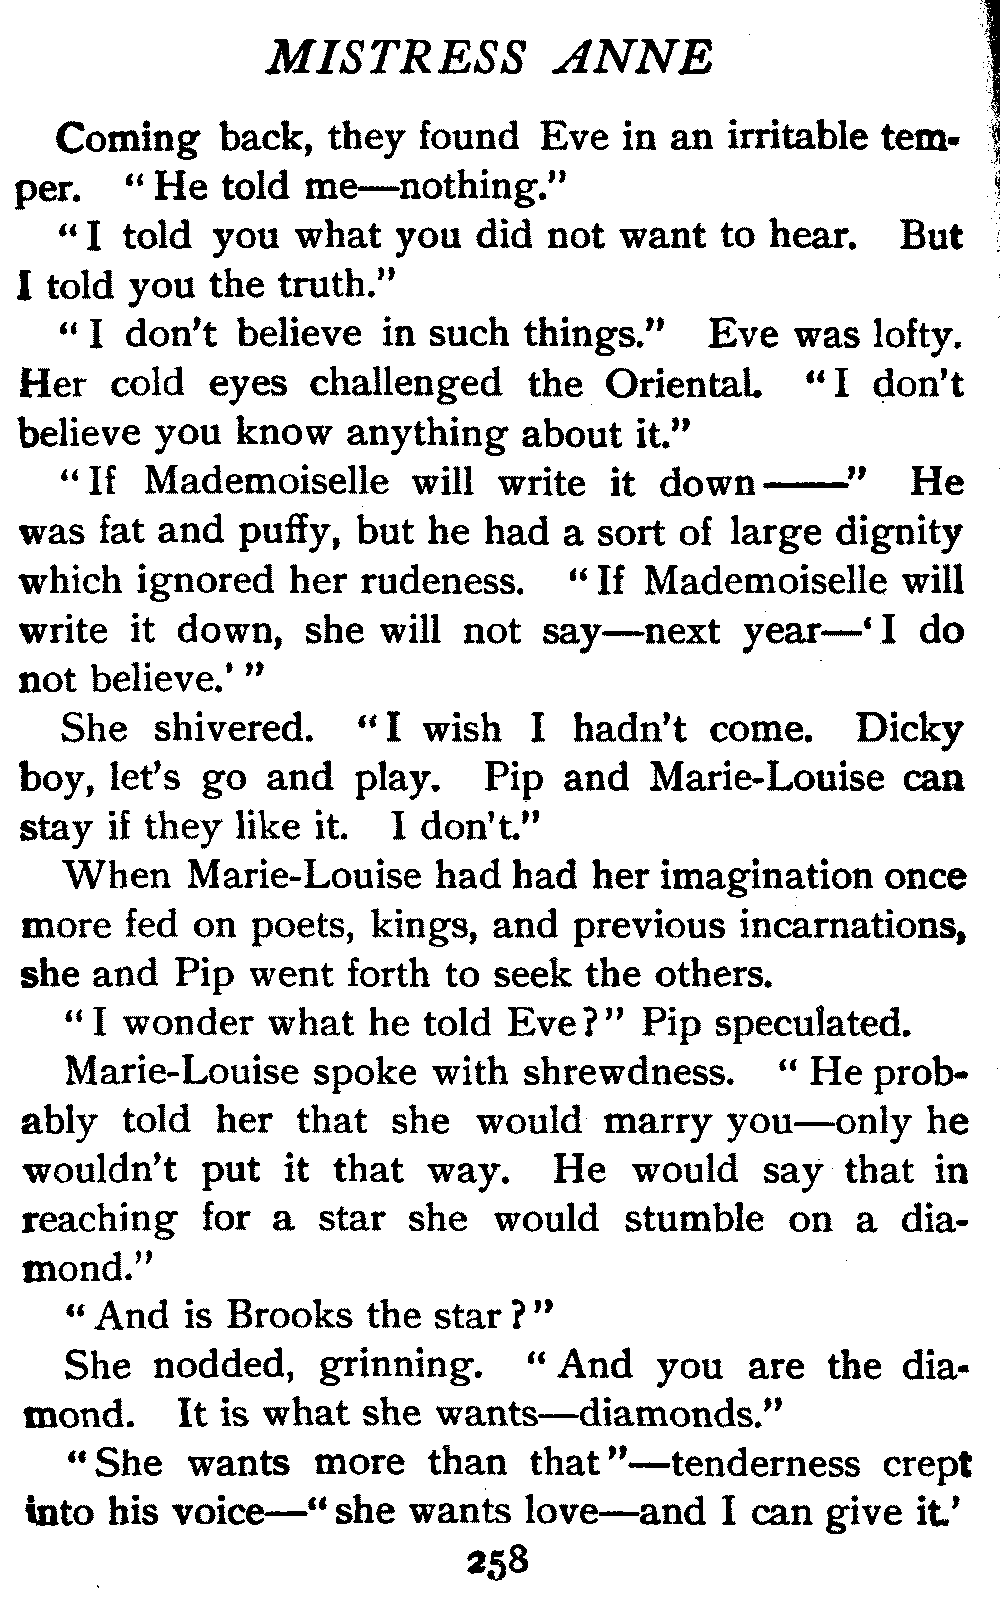 MISTRESS ANNE
Coming back, they found Eve in an irritable tem-
per. “He told me—nothing.”
“I told you what you did not want to hear. But
I told you the truth.”
“I don't believe in such things.” Eve was lofty.
Her cold eyes challenged the Oriental. “I don't
believe you know anything about it.”
“If Mademoiselle will write it down——” He
was fat and puffy, but he had a sort of large dignity
which ignored her rudeness. “If Mademoiselle will
write it down, she will not say—next year—‘I do
not believe.’”
She shivered. “I wish I hadn't come. Dicky
boy, let's go and play. Pip and Marie-Louise can
stay if they like it. I don't.”
When Marie-Louise had had her imagination once
more fed on poets, kings, and previous incarnations,
she and Pip went forth to seek the others.
“I wonder what he told Eve?” Pip speculated.
Marie-Louise spoke with shrewdness. “He prob-
ably told her that she would marry you—only he
wouldn't put it that way. He would say that in
reaching for a star she would stumble on a dia-
mond.”
“And is Brooks the star?”
She nodded, grinning. “And you are the dia-
mond. It is what she wants—diamonds.”
“She wants more than that”—tenderness crept
into his voice—“she wants love—and I can give it.’
258